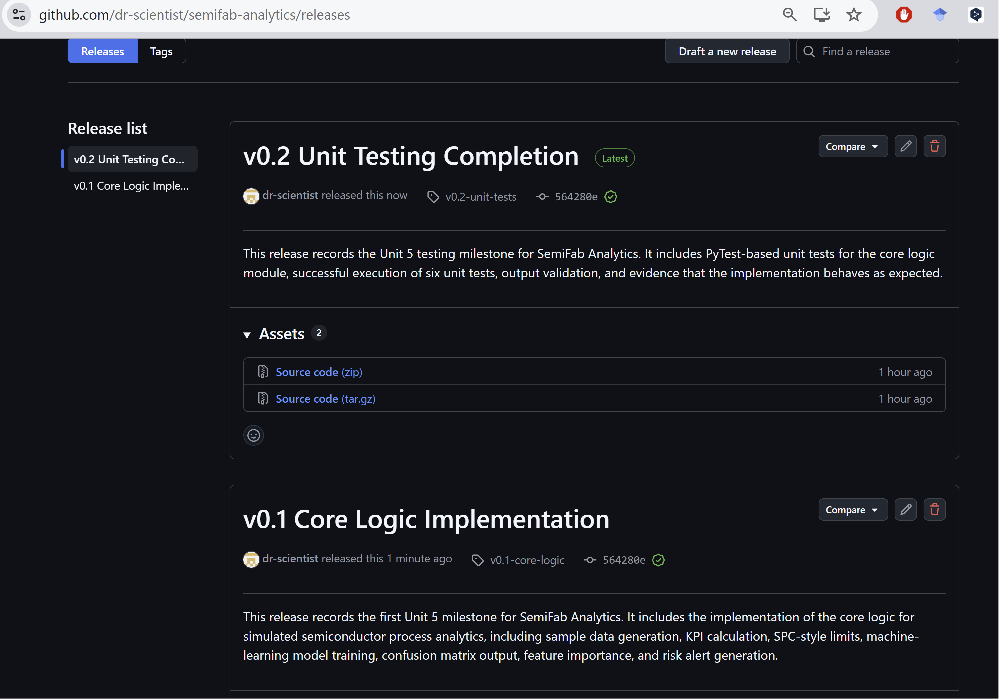 github.com/dr-scientist/semifab-analytics/releases
Releases Tags Draft a new release Find a release
Release list
v0.2 Unit Testing Co...
v0.1 Core Logic Imple...
v0.2 Unit Testing Completion Latest Compare
dr-scientist released this now v0.2-unit-tests 564280e
This release records the Unit 5 testing milestone for SemiFab Analytics. It includes PyTest-based unit tests for the core logic
module, successful execution of six unit tests, output validation, and evidence that the implementation behaves as expected.
Assets 2
Source code (zip) 1 hour ago
Source code (tar.gz) 1 hour ago
v0.1 Core Logic Implementation Compare
dr-scientist released this 1 minute ago v0.1-core-logic 564280e
This release records the first Unit 5 milestone for SemiFab Analytics. It includes the implementation of the core logic for
simulated semiconductor process analytics, including sample data generation, KPI calculation, SPC-style limits, machine-
learning model training, confusion matrix output, feature importance, and risk alert generation.